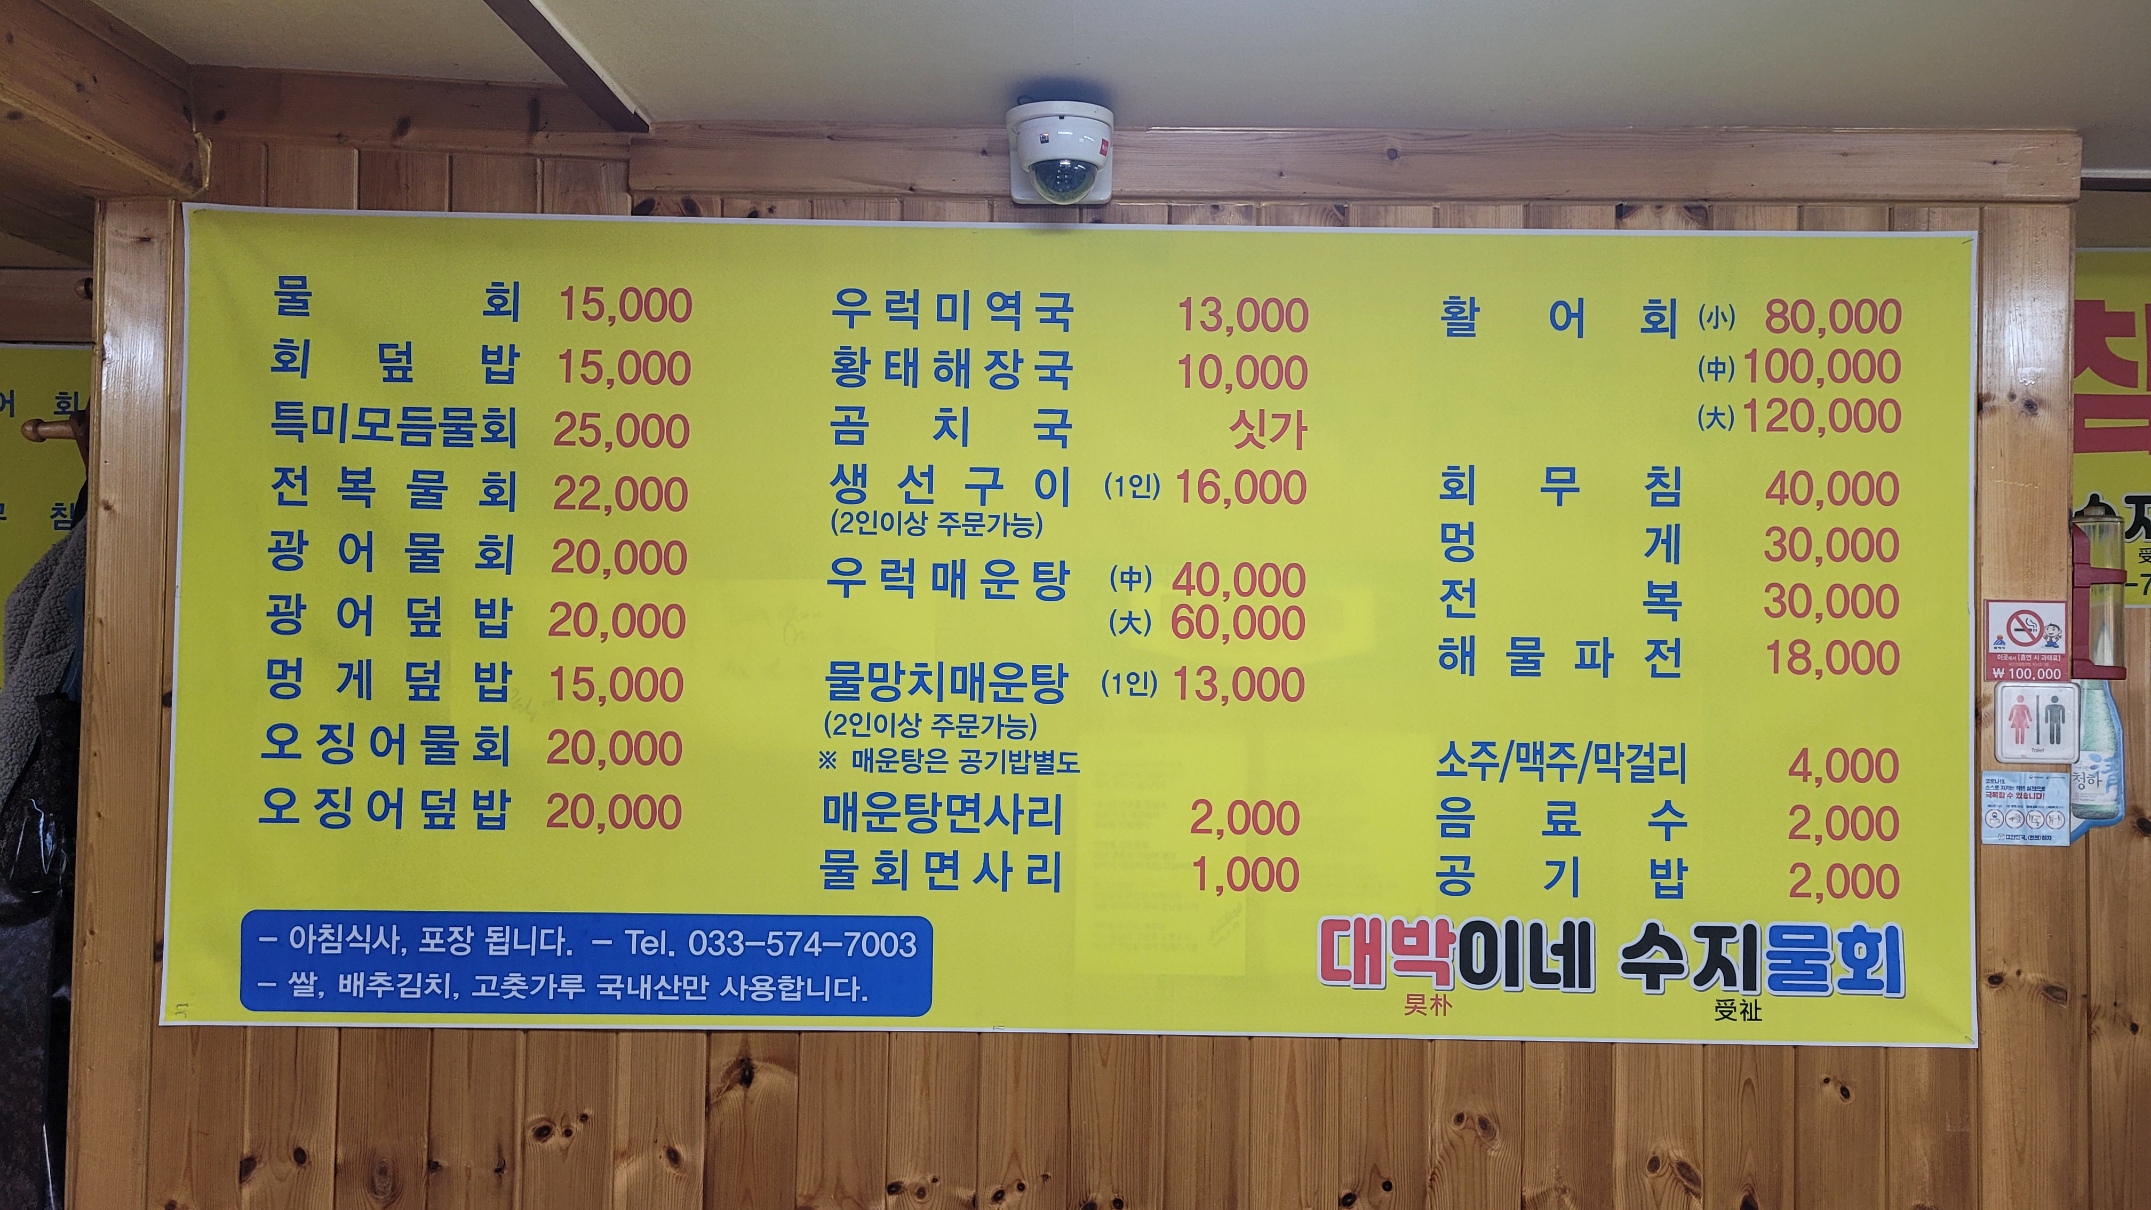 물회 15,000
회덮밥 15,000
특미모듬물회 25,000
전복물회 22,000
광어물회 20,000
광어덮밥 20,000
멍게덮밥 15,000
오징어물회 20,000
오징어덮밥 20,000
우럭미역국 13,000
황태해장국 10,000
곰치국 싯가
생선구이 (1인) 16,000
(2인이상 주문가능)
우럭매운탕 (中) 40,000
(大) 60,000
물망치매운탕 (1인) 13,000
(2인이상 주문가능)
※ 매운탕은 공기밥별도
매운탕면사리 2,000
물회면사리 1,000
활어회 (小) 80,000
(中) 100,000
(大) 120,000
회무침 40,000
멍게 30,000
전복 30,000
해물파전 18,000
소주/맥주/막걸리 4,000
음료수 2,000
공기밥 2,000
- 아침식사, 포장 됩니다. - Tel. 033-574-7003
- 쌀, 배추김치, 고춧가루 국내산만 사용합니다.
대박이네 수지물회
旲朴 受祉
어 회
침
₩ 100,000
Toilet
청하